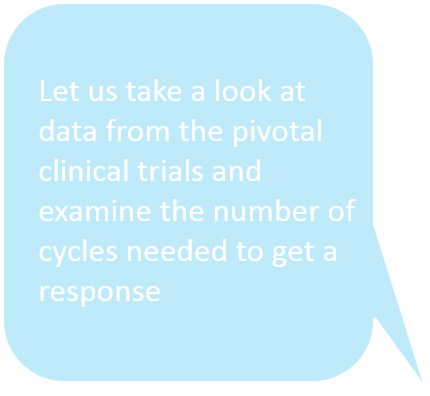 Let us take a look at
data from the pivotal
clinical trials and
examine the number of
cycles needed to get a
response